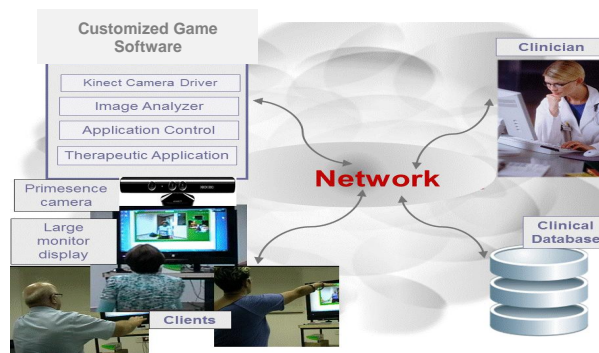 Customized Game
Software
Kinect Camera Driver
Image Analyzer
Application Control
Therapeutic Application
Primesence
camera
Large
monitor
display
Clients
Network
Clinician
Clinical
Database